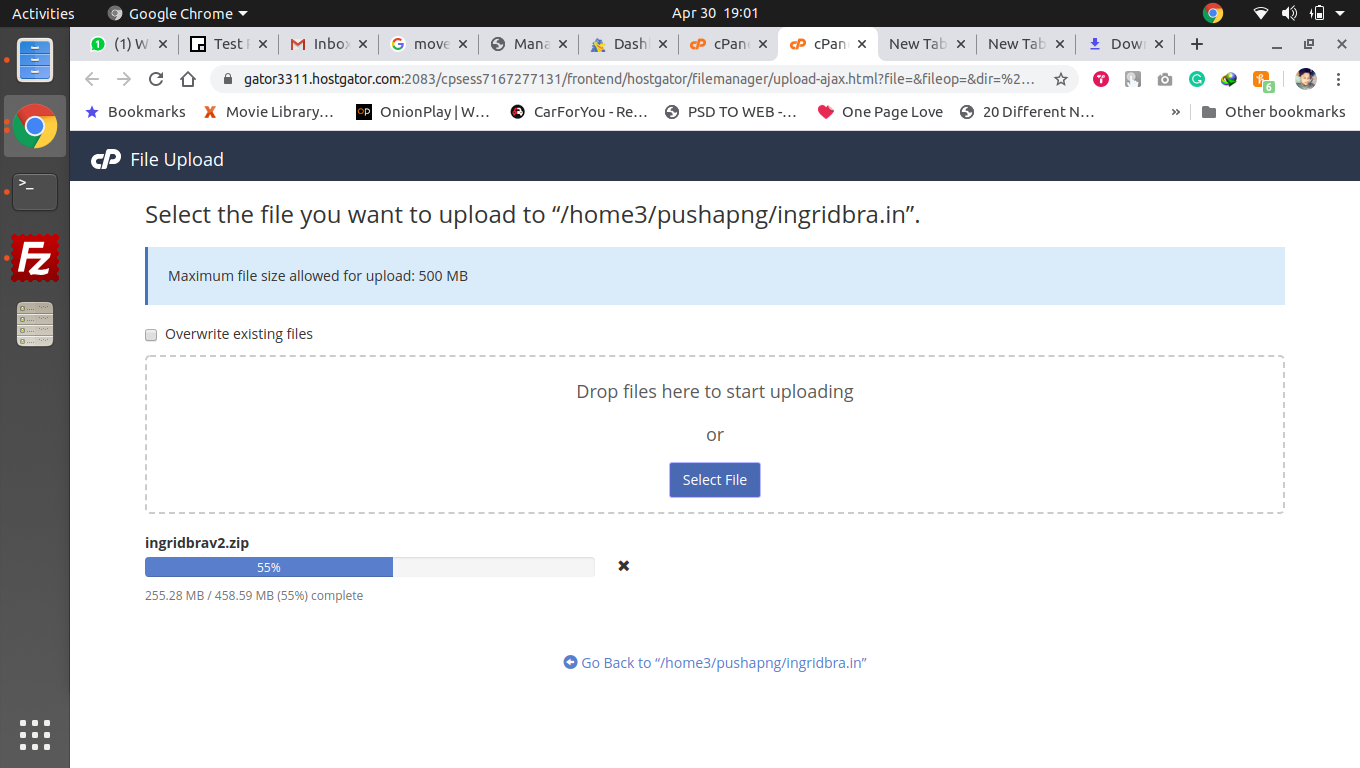 Activities
Google Chrome
Apr 30 19:01
(1) W
Test F
Inbox
move
Mana
Dash
cPan
cPan
New Tab
New Tab
Dow
gator3311.hostgator.com:2083/cpsess7167277131/frontend/hostgator/filemanager/upload-ajax.html?file=&fileop=&dir=%2...
6
Bookmarks
Movie Library...
OnionPlay | W...
CarForYou - Re...
PSD TO WEB -...
One Page Love
20 Different N...
»
Other bookmarks
cP File Upload
Select the file you want to upload to “/home3/pushapng/ingridbra.in”.
Maximum file size allowed for upload: 500 MB
Overwrite existing files
Drop files here to start uploading
or
Select File
ingridbrav2.zip
55%
255.28 MB / 458.59 MB (55%) complete
Go Back to “/home3/pushapng/ingridbra.in”